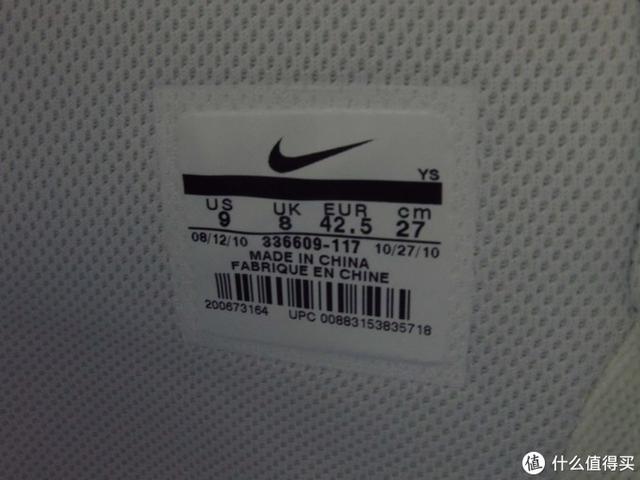 YS
US UK EUR cm
9 8 42.5 27
08/12/10 336609-117 10/27/10
MADE IN CHINA
FABRIQUE EN CHINE
200673164 UPC 00883153835718
值 什么值得买